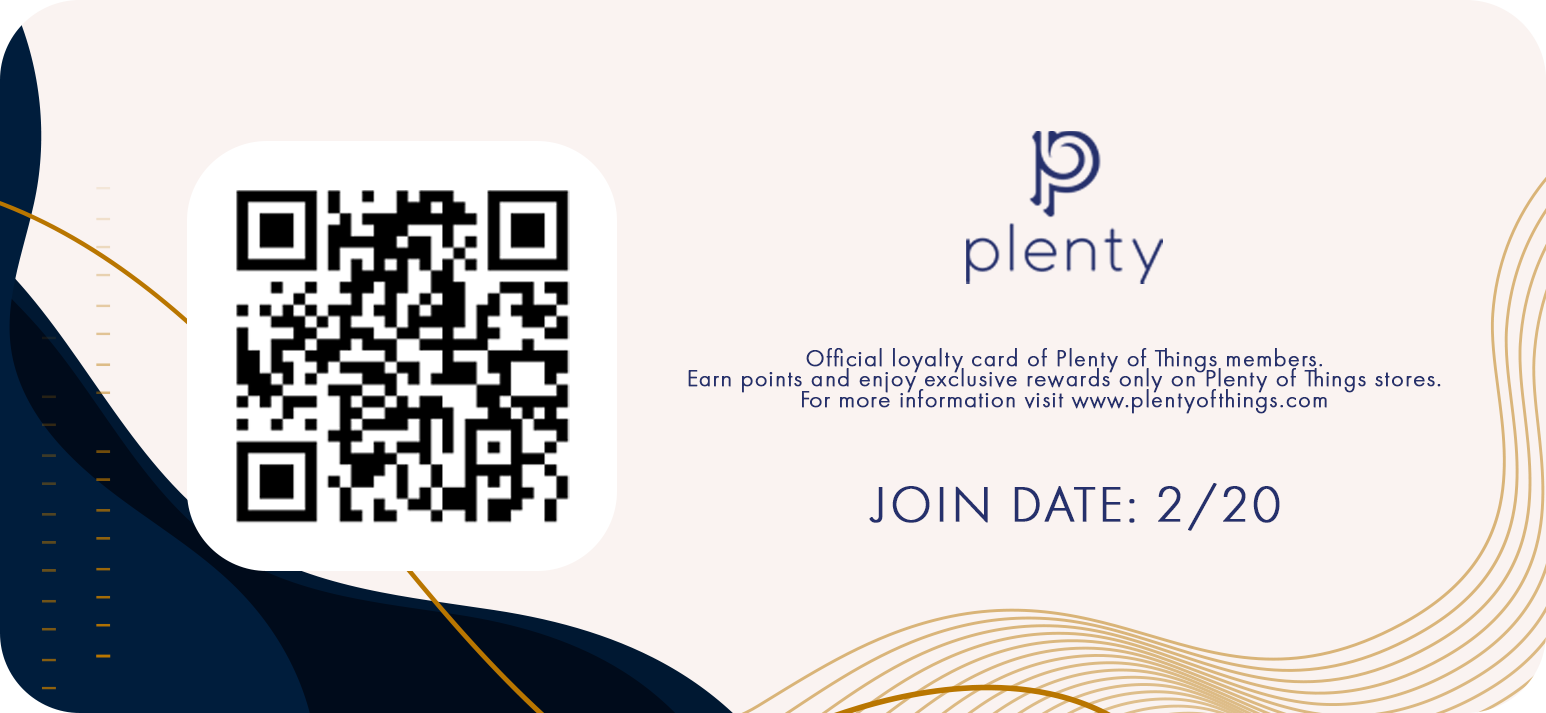 plenty
Official loyalty card of Plenty of Things members.
Earn points and enjoy exclusive rewards only on Plenty of Things stores.
For more information visit www.plentyofthings.com
JOIN DATE: 2/20